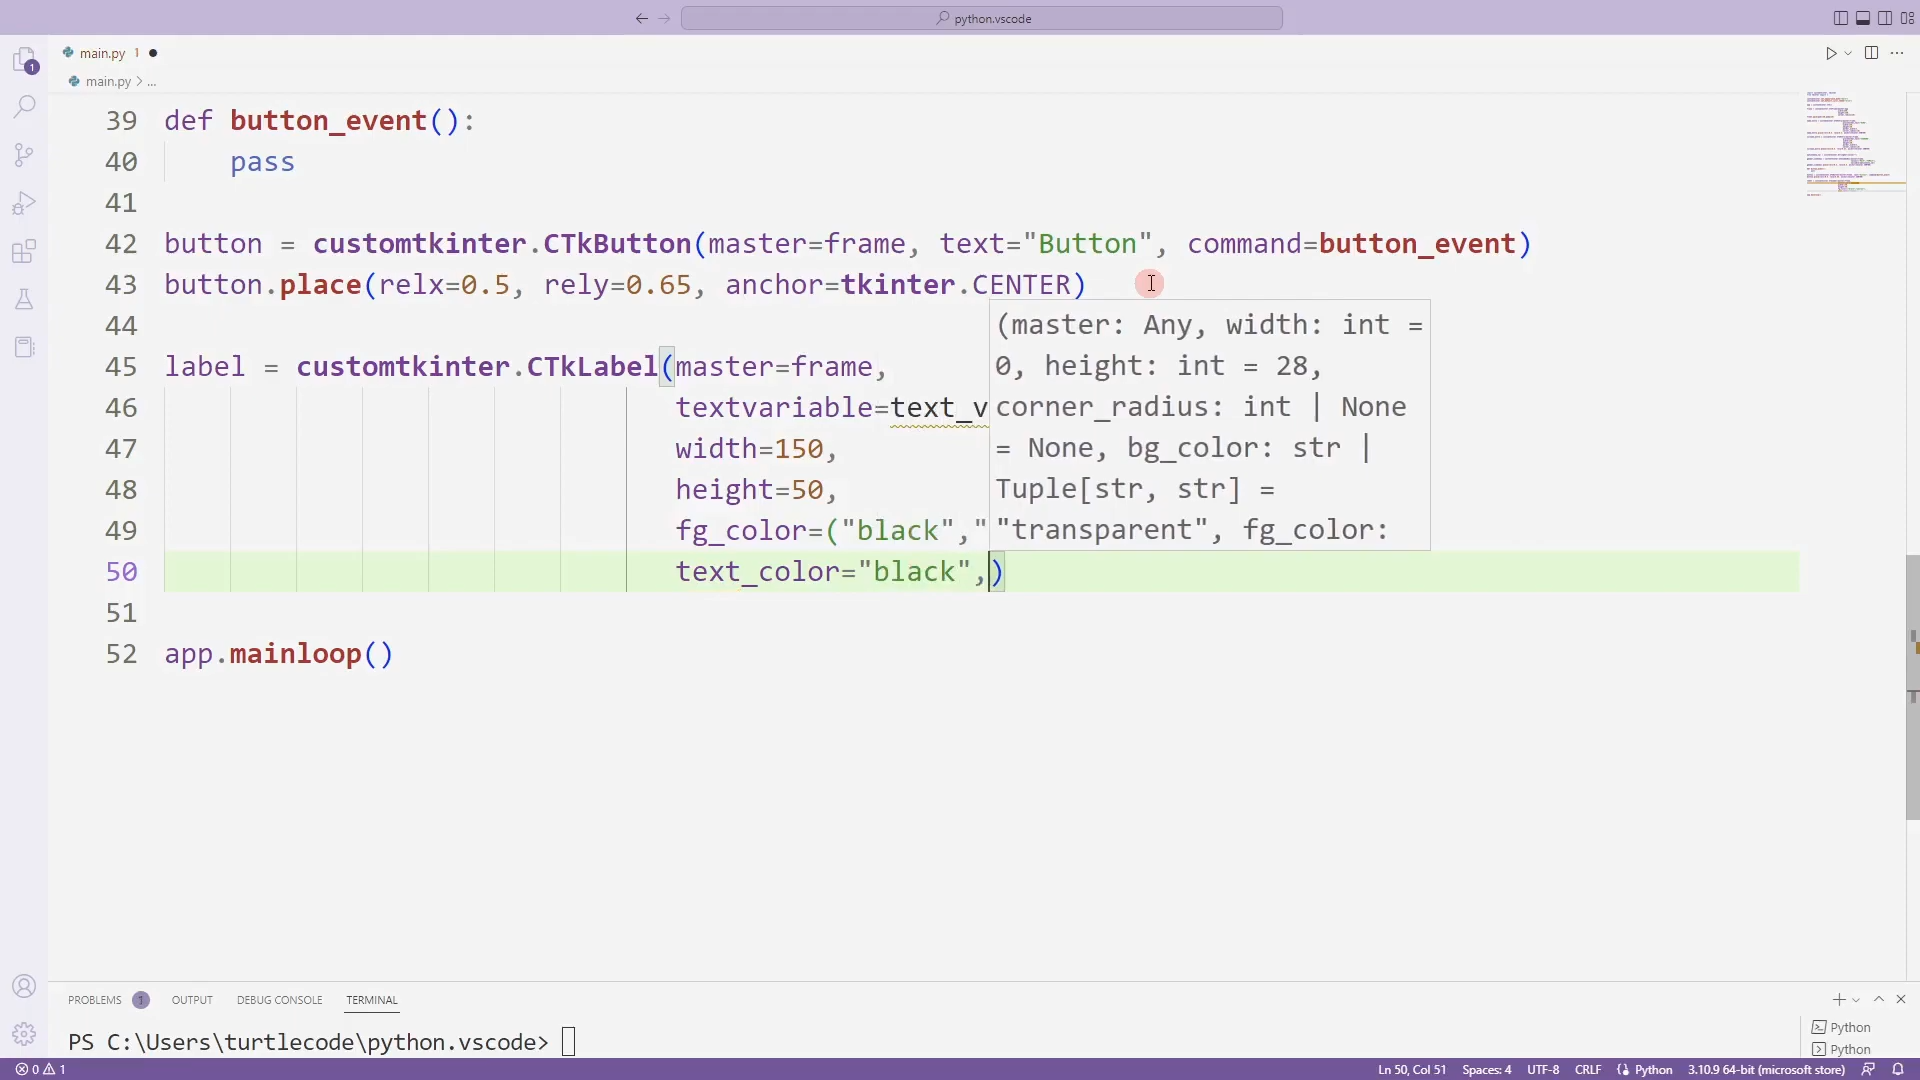 python.vscode
main.py 1
main.py > ...
39 def button_event():
40 pass
41
42 button = customtkinter.CTkButton(master=frame, text="Button", command=button_event)
43 button.place(relx=0.5, rely=0.65, anchor=tkinter.CENTER)
44
45 label = customtkinter.CTkLabel(master=frame,
46 textvariable=text_v
47 width=150,
48 height=50,
49 fg_color=("black","
50 text_color="black",)
51
52 app.mainloop()
(master: Any, width: int =
0, height: int = 28,
corner_radius: int | None
= None, bg_color: str |
Tuple[str, str] =
"transparent", fg_color:
1
PROBLEMS 1 OUTPUT DEBUG CONSOLE TERMINAL
PS C:\Users\turtlecode\python.vscode>
Python
Python
0 1 Ln 50, Col 51 Spaces: 4 UTF-8 CRLF Python 3.10.9 64-bit (microsoft store)